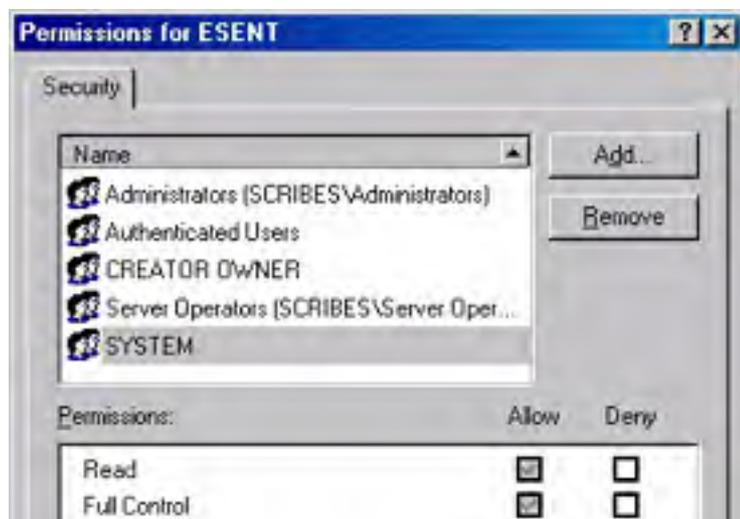 Permissions for ESENT
Security
Name
Add...
Administrators (SCRIBES\Administrators)
Authenticated Users
Remove
CREATOR OWNER
Server Operators (SCRIBES\Server Oper...
SYSTEM
Permissions: Allow Deny
Read
Full Control